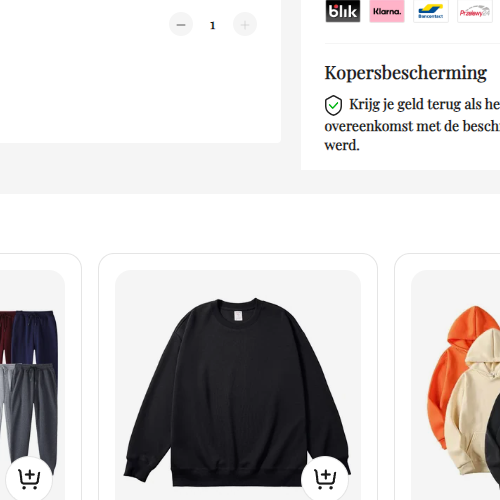 1
blik
Klarna.
Bancontact
Przelewy24
Kopersbescherming
Krijg je geld terug als he
overeenkomst met de besch
werd.